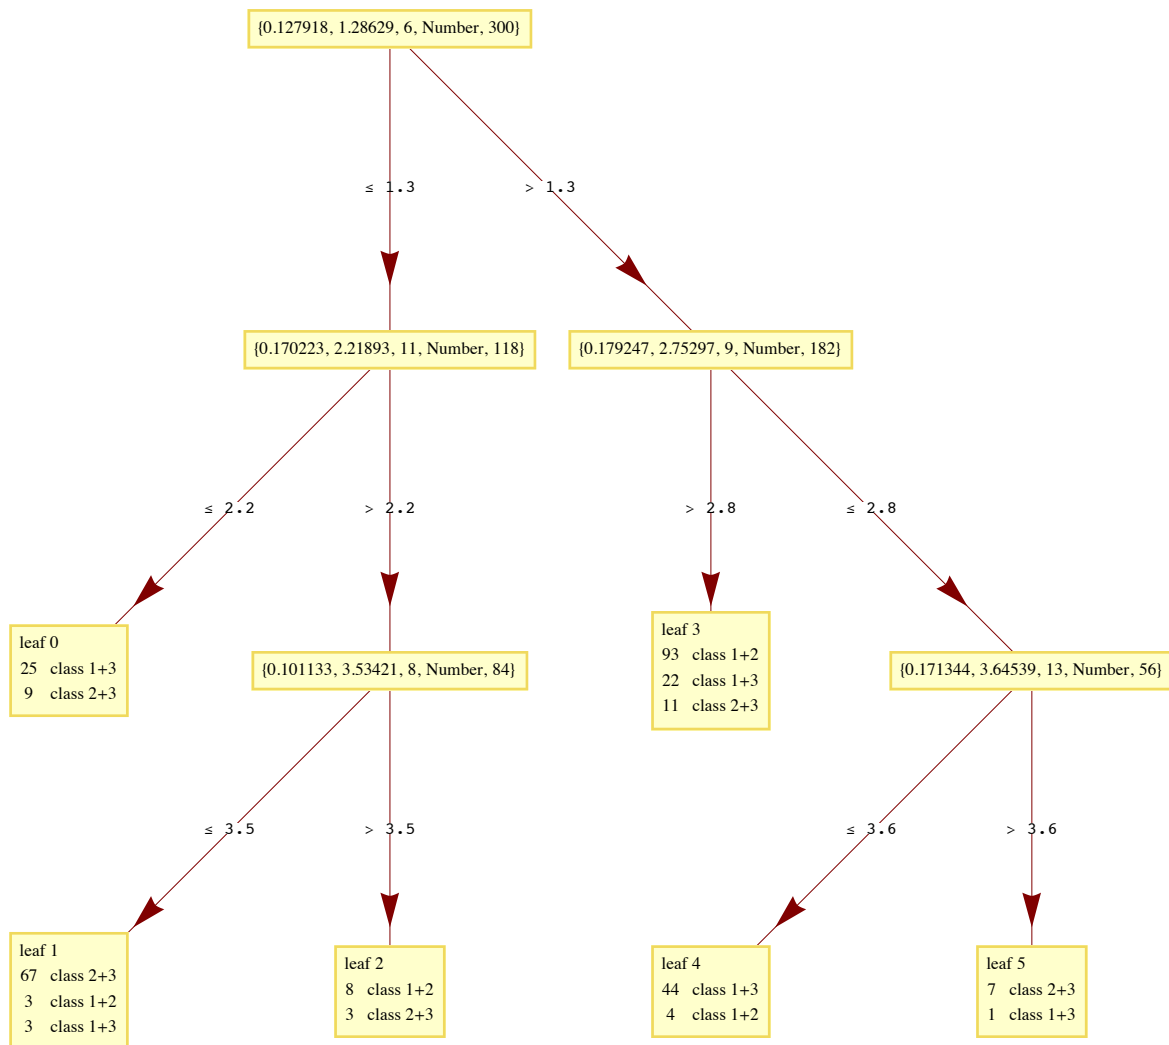 {0.127918, 1.28629, 6, Number, 300}
≤ 1.3
> 1.3
{0.170223, 2.21893, 11, Number, 118}
{0.179247, 2.75297, 9, Number, 182}
≤ 2.2
> 2.2
> 2.8
≤ 2.8
leaf 0
25 class 1+3
9 class 2+3
{0.101133, 3.53421, 8, Number, 84}
leaf 3
93 class 1+2
22 class 1+3
11 class 2+3
{0.171344, 3.64539, 13, Number, 56}
≤ 3.5
> 3.5
≤ 3.6
> 3.6
leaf 1
67 class 2+3
3 class 1+2
3 class 1+3
leaf 2
8 class 1+2
3 class 2+3
leaf 4
44 class 1+3
4 class 1+2
leaf 5
7 class 2+3
1 class 1+3